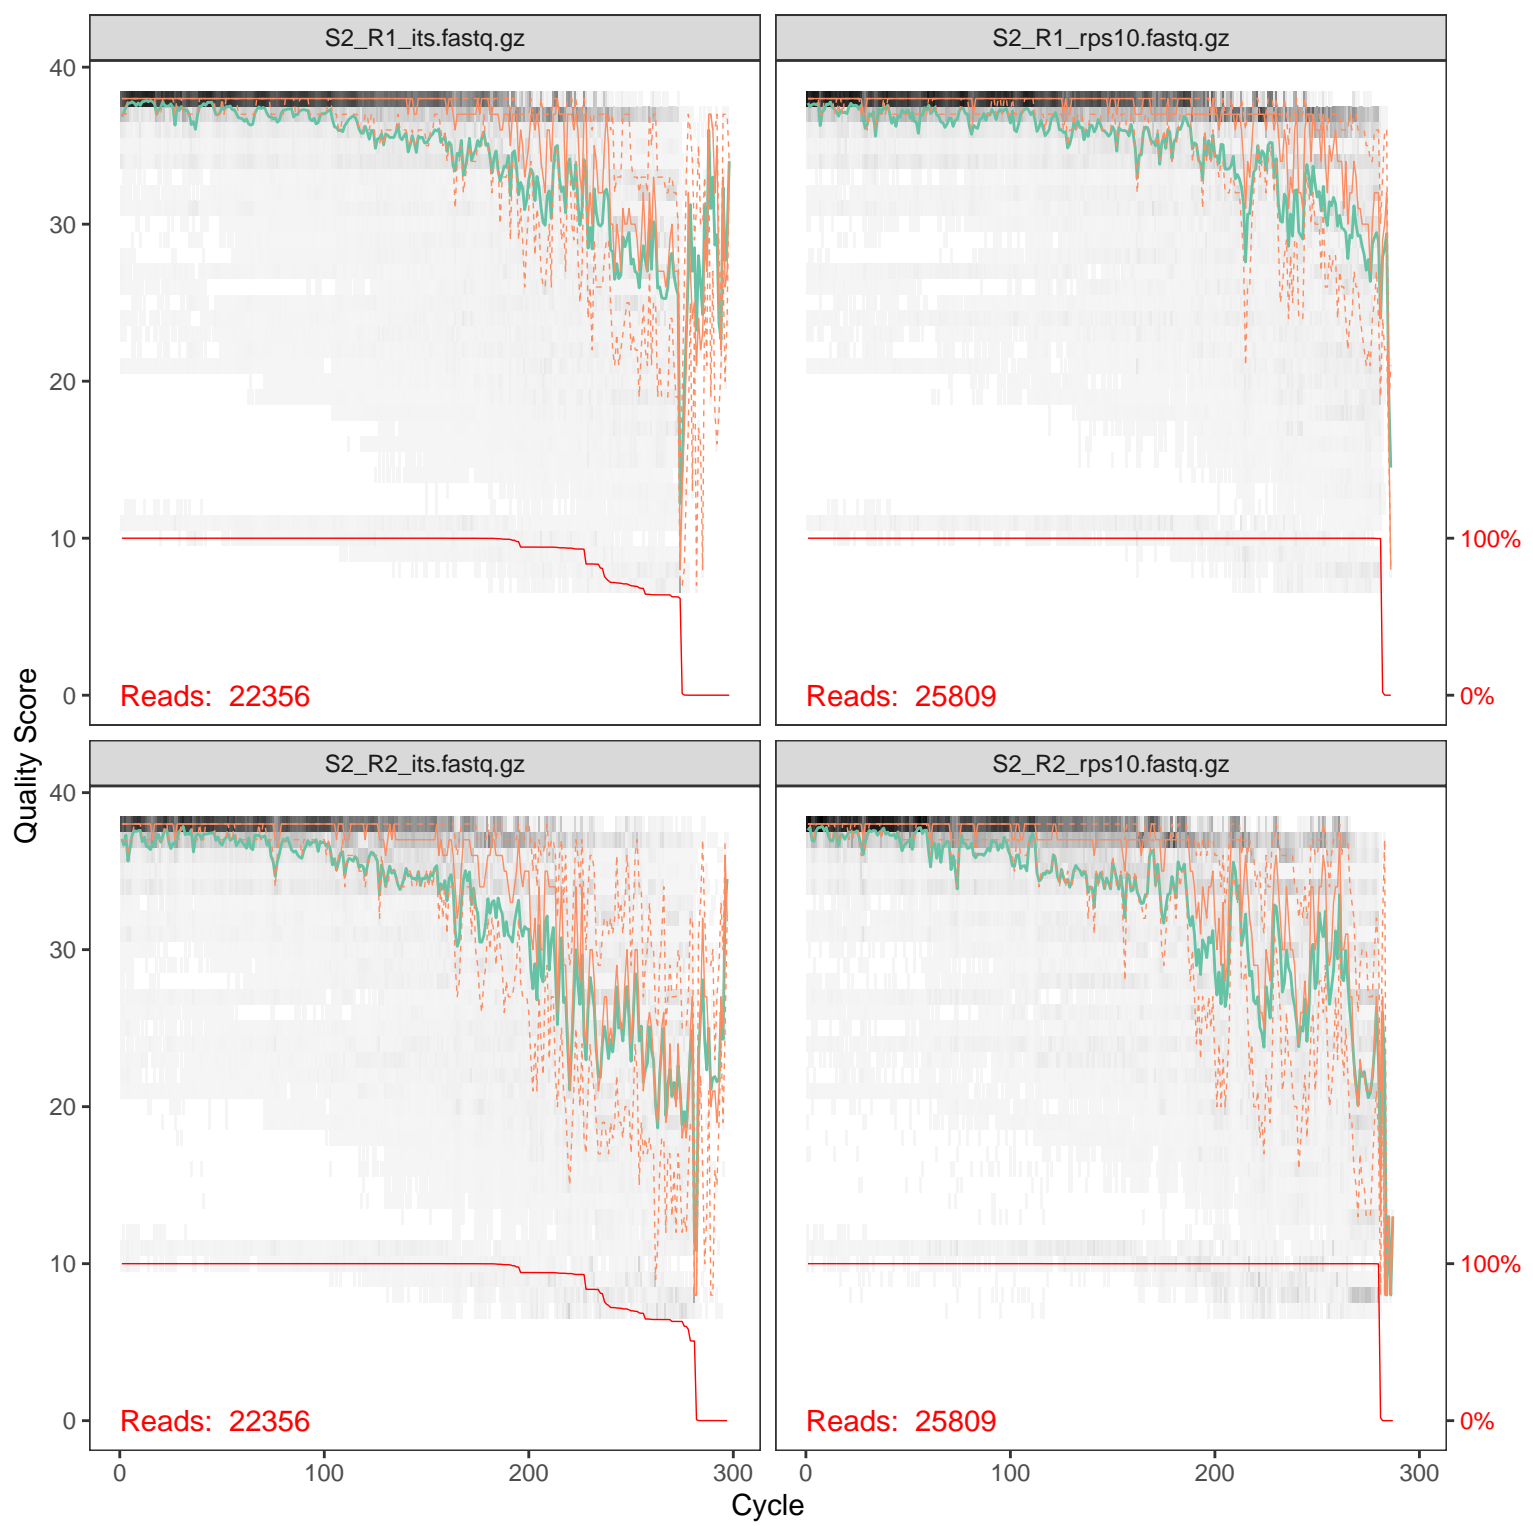 S2_R1_its.fastq.gz
S2_R1_rps10.fastq.gz
40
30
20
10
0
100%
0%
Reads: 22356
Reads: 25809
Quality Score
S2_R2_its.fastq.gz
S2_R2_rps10.fastq.gz
40
30
20
10
0
100%
0%
Reads: 22356
Reads: 25809
0
100
200
300
0
100
200
300
Cycle